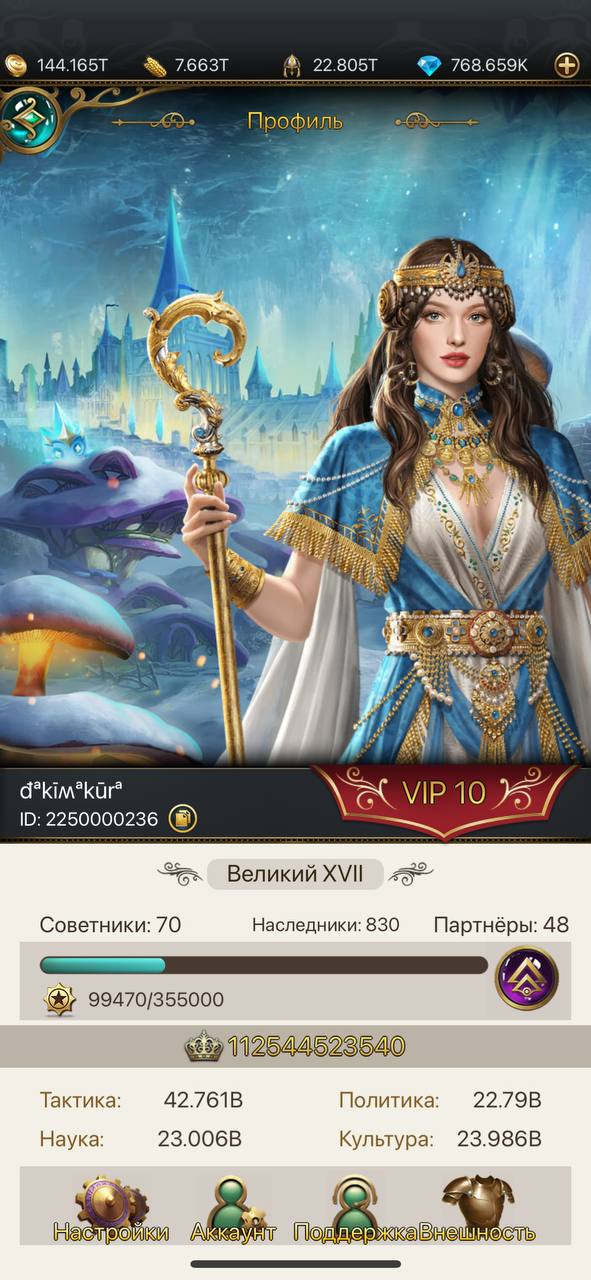 144.165T 7.663T 22.805T 768.659K
Профиль
đªkīʍªkūrª
VIP 10
ID: 2250000236
Великий XVII
Советники: 70 Наследники: 830 Партнёры: 48
99470/355000
112544523540
Тактика: 42.761B Политика: 22.79B
Наука: 23.006B Культура: 23.986B
Настройки Аккаунт Поддержка Внешность